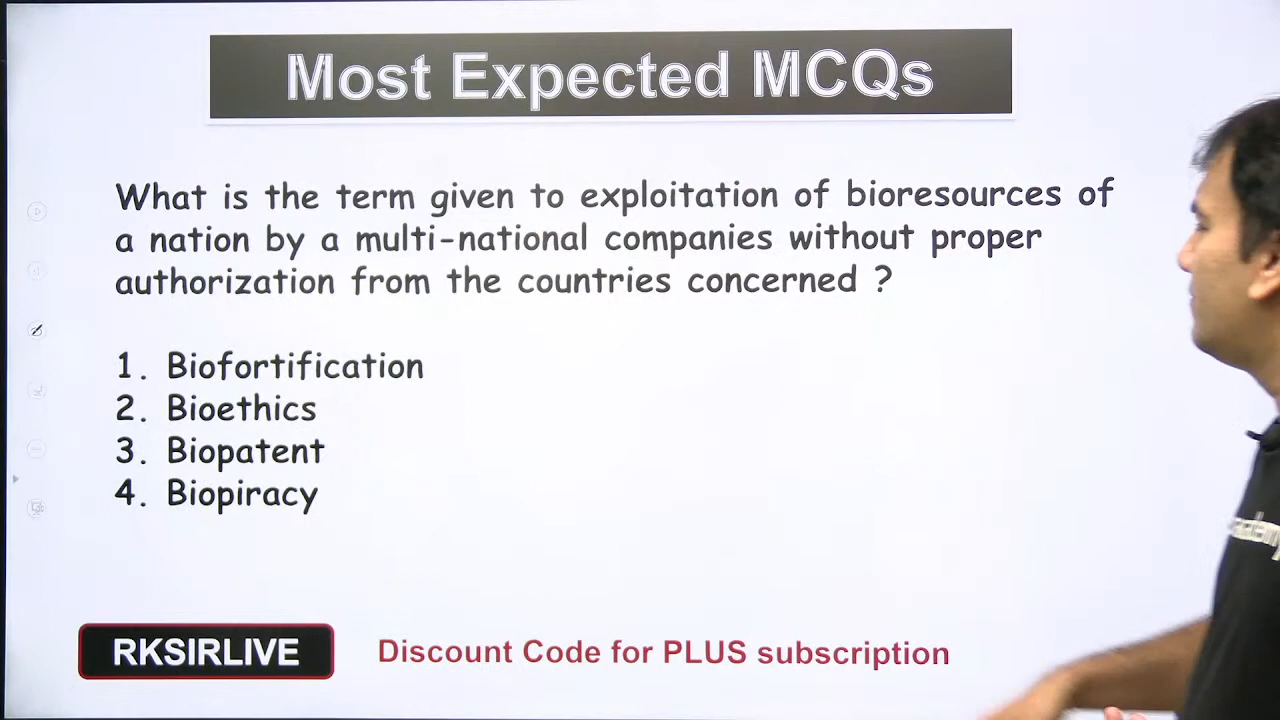 Most Expected MCQs
What is the term given to exploitation of bioresources of
a nation by a multi-national companies without proper
authorization from the countries concerned ?
1. Biofortification
2. Bioethics
3. Biopatent
4. Biopiracy
RKSIRLIVE
Discount Code for PLUS subscription